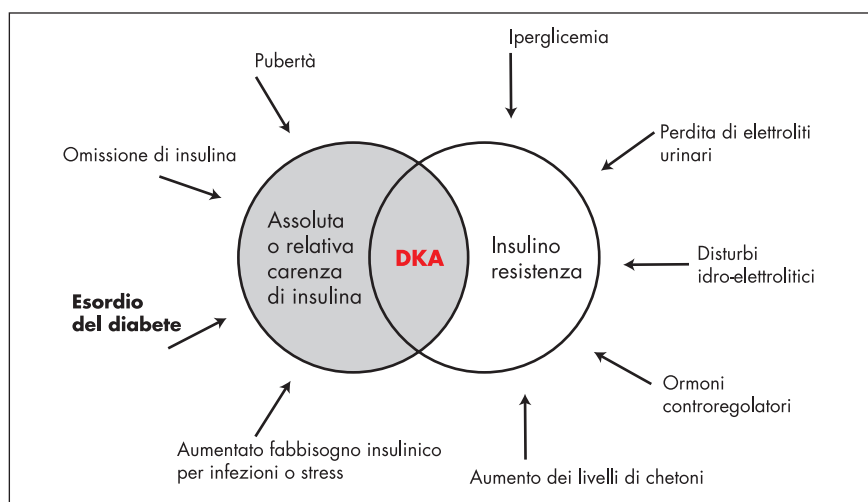 Iperglicemia
Pubertà
Perdita di elettroliti
urinari
Omissione di insulina
Assoluta
o relativa
carenza
di insulina
DKA
Insulino
resistenza
Disturbi
idro-elettrolitici
Esordio
del diabete
Ormoni
controregolatori
Aumentato fabbisogno insulinico
per infezioni o stress
Aumento dei livelli di chetoni